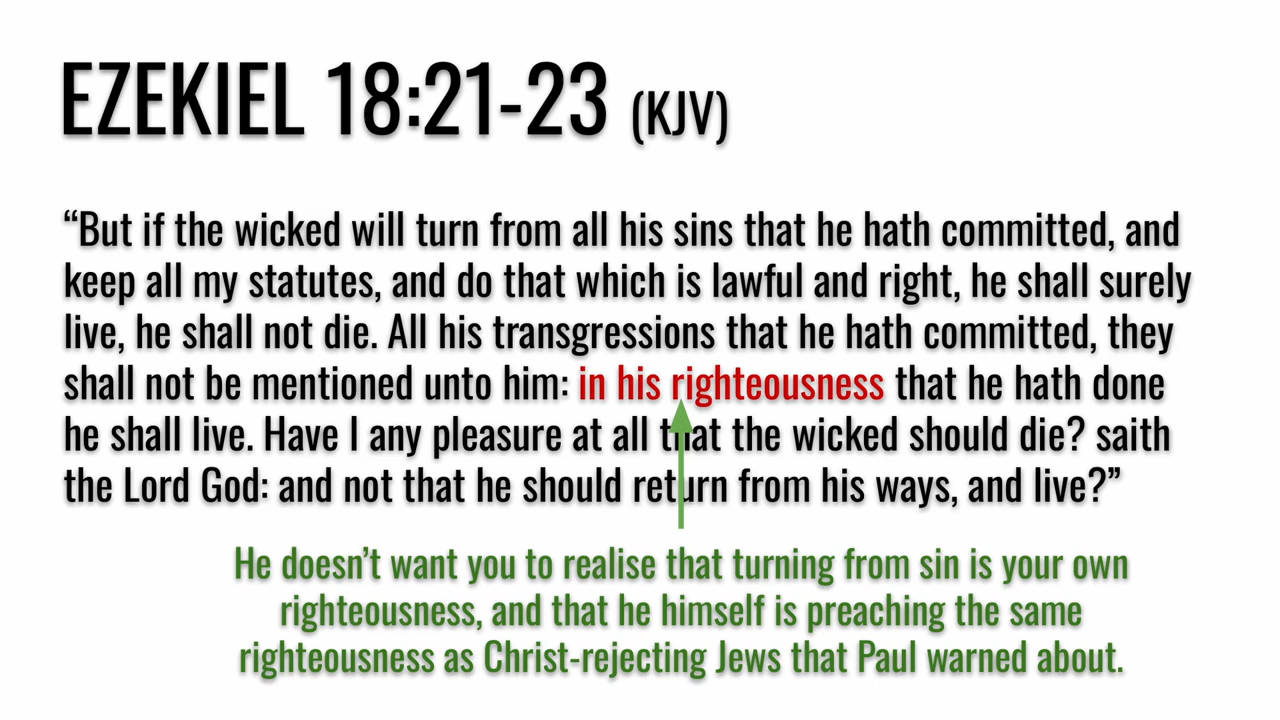 EZEKIEL 18:21-23 (KJV)
“But if the wicked will turn from all his sins that he hath committed, and
keep all my statutes, and do that which is lawful and right, he shall surely
live, he shall not die. All his transgressions that he hath committed, they
shall not be mentioned unto him: in his righteousness that he hath done
he shall live. Have I any pleasure at all that the wicked should die? saith
the Lord God: and not that he should return from his ways, and live?”
He doesn’t want you to realise that turning from sin is your own
righteousness, and that he himself is preaching the same
righteousness as Christ-rejecting Jews that Paul warned about.